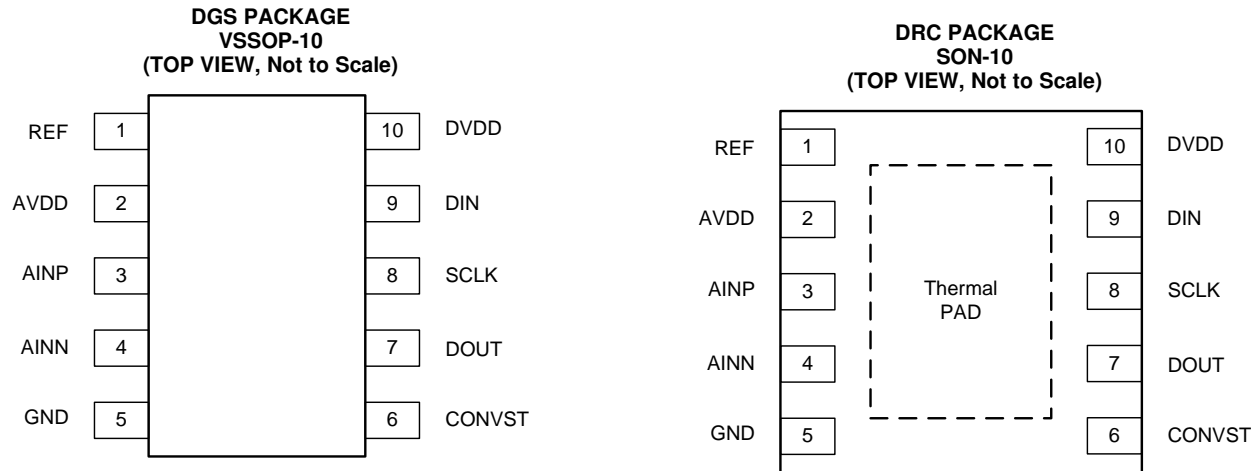 DGS PACKAGE
VSSOP-10
(TOP VIEW, Not to Scale)
REF 1 10 DVDD
AVDD 2 9 DIN
AINP 3 8 SCLK
AINN 4 7 DOUT
GND 5 6 CONVST
DRC PACKAGE
SON-10
(TOP VIEW, Not to Scale)
REF 1 10 DVDD
AVDD 2 9 DIN
AINP 3 Thermal 8 SCLK
PAD
AINN 4 7 DOUT
GND 5 6 CONVST